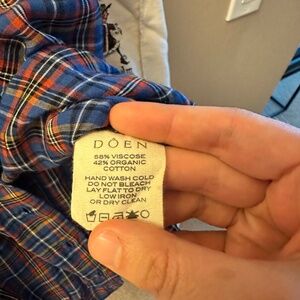 DÔEN
58% VISCOSE
42% ORGANIC
COTTON
HAND WASH COLD
DO NOT BLEACH
LAY FLAT TO DRY
LOW IRON
OR DRY CLEAN